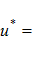 u* =